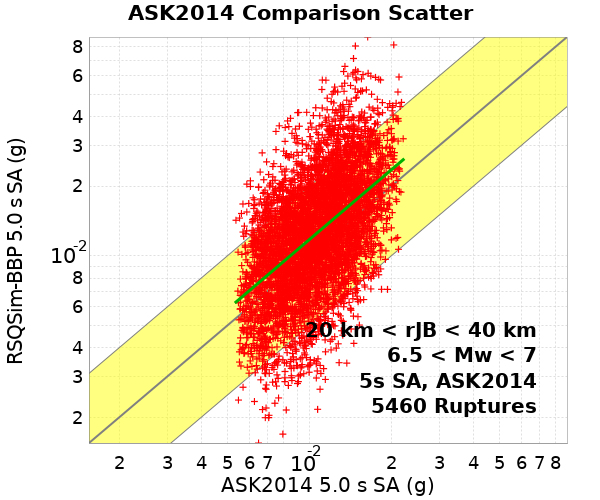 ASK2014 Comparison Scatter
RSQSim-BBP 5.0 s SA (g)
8
6
4
3
2
10-2
8
6
4
3
2
20 km < rJB < 40 km
6.5 < Mw < 7
5s SA, ASK2014
5460 Ruptures
2 3 4 5 6 7 10-2 2 3 4 5 6 7 8
ASK2014 5.0 s SA (g)